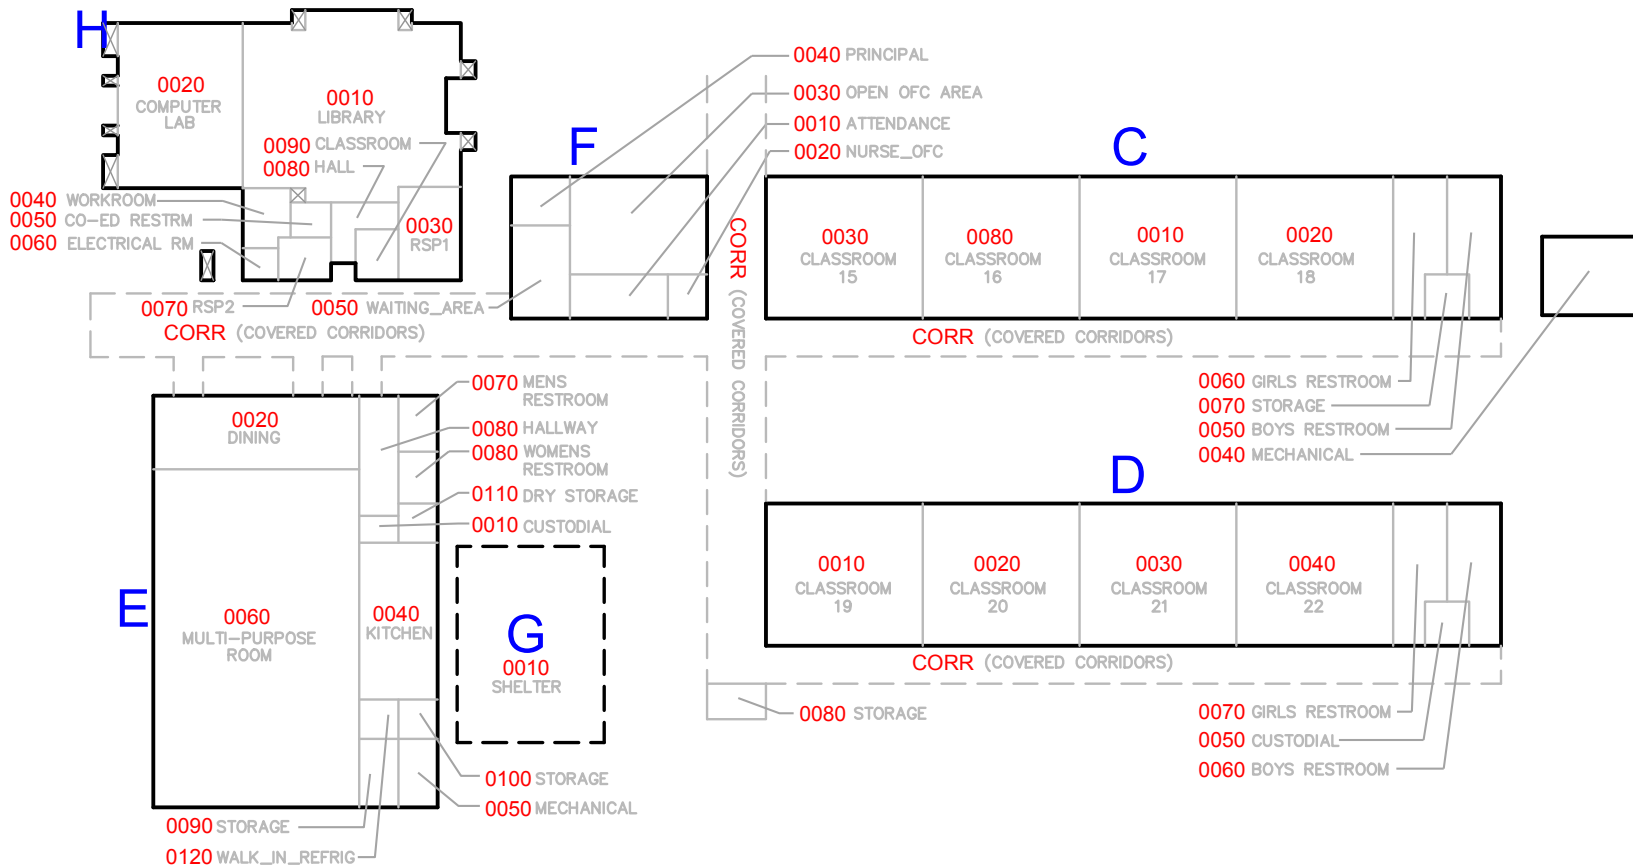 H
0020
COMPUTER
LAB
0010
LIBRARY
0090 CLASSROOM
0080 HALL
0040 WORKROOM
0050 CO-ED RESTRM
0060 ELECTRICAL RM
0030
RSP1
0070 RSP2
0050 WAITING_AREA
CORR (COVERED CORRIDORS)
F
0040 PRINCIPAL
0030 OPEN OFC AREA
0010 ATTENDANCE
0020 NURSE_OFC
CORR (COVERED CORRIDORS)
C
0030
CLASSROOM
15
0080
CLASSROOM
16
0010
CLASSROOM
17
0020
CLASSROOM
18
CORR (COVERED CORRIDORS)
0060 GIRLS RESTROOM
0070 STORAGE
0050 BOYS RESTROOM
0040 MECHANICAL
E
0020
DINING
0070 MENS
RESTROOM
0080 HALLWAY
0080 WOMENS
RESTROOM
0110 DRY STORAGE
0010 CUSTODIAL
0060
MULTI-PURPOSE
ROOM
0040
KITCHEN
G
0010
SHELTER
0100 STORAGE
0050 MECHANICAL
0090 STORAGE
0120 WALK_IN_REFRIG
D
0010
CLASSROOM
19
0020
CLASSROOM
20
0030
CLASSROOM
21
0040
CLASSROOM
22
CORR (COVERED CORRIDORS)
0080 STORAGE
0070 GIRLS RESTROOM
0050 CUSTODIAL
0060 BOYS RESTROOM